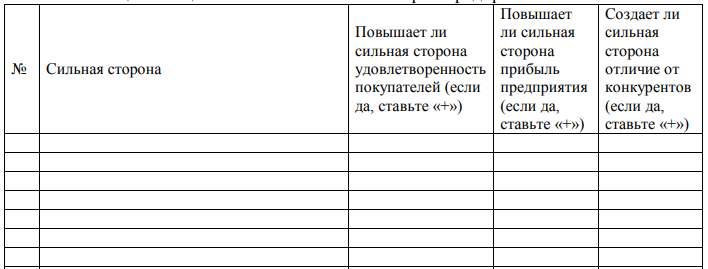 №
Сильная сторона
Повышает ли
сильная сторона
удовлетворенность
покупателей (если
да, ставьте «+»)
Повышает
ли сильная
сторона
прибыль
предприятия
(если да,
ставьте «+»)
Создает ли
сильная
сторона
отличие от
конкурентов
(если да,
ставьте «+»)